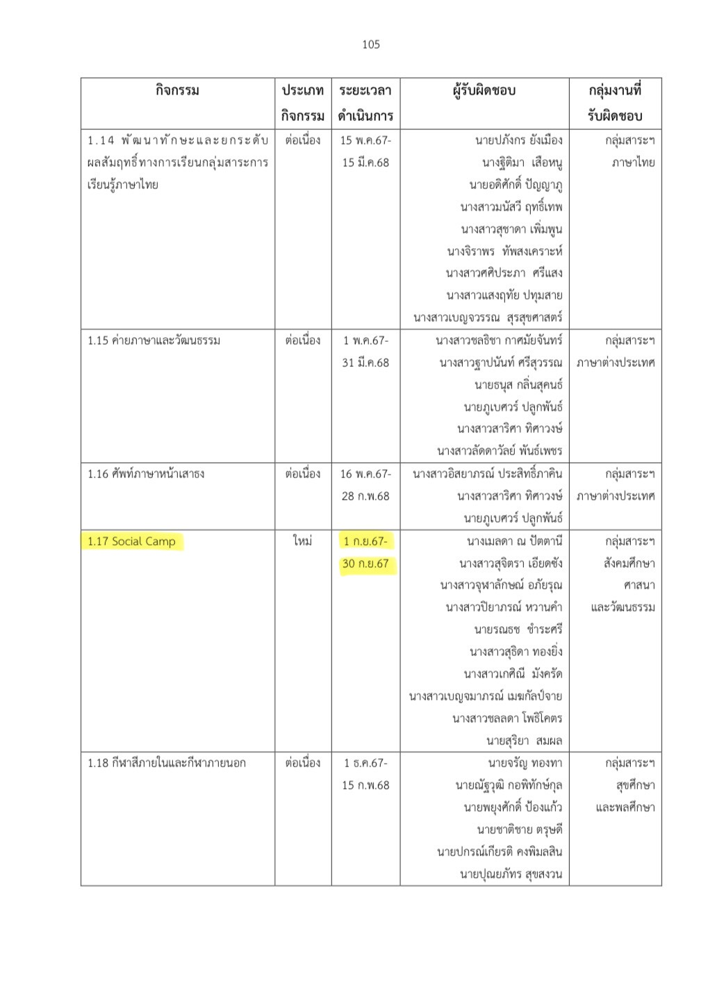 105
กิจกรรม
ประเภท
กิจกรรม
ระยะเวลา
ดำเนินการ
ผู้รับผิดชอบ
กลุ่มงานที่
รับผิดชอบ
1.14 พัฒนาทักษะและยกระดับ
ผลสัมฤทธิ์ทางการเรียนกลุ่มสาระการ
เรียนรู้ภาษาไทย
ต่อเนื่อง
15 พ.ค.67-
15 มี.ค.68
นายปภังกร ยังเมือง
นางฐิติมา เสือหนู
นายอดิศักดิ์ ปัญญาภู
นางสาวมนัสวี ฤทธิ์เทพ
นางสาวสุชาดา เพิ่มพูน
นางจิราพร ทัพสงเคราะห์
นางสาวศศิประภา ศรีแสง
นางสาวแสงฤทัย ปทุมสาย
นางสาวเบญจวรรณ สุรสุขศาสตร์
กลุ่มสาระฯ
ภาษาไทย
1.15 ค่ายภาษาและวัฒนธรรม
ต่อเนื่อง
1 พ.ค.67-
31 มี.ค.68
นางสาวชลธิชา กาศมัยจันทร์
นางสาวฐาปนันท์ ศรีสุวรรณ
นายธนุส กลิ่นสุคนธ์
นายภูเบศวร์ ปลูกพันธ์
นางสาวสาริศา ทิศาวงษ์
นางสาวลัดดาวัลย์ พันธ์เพชร
กลุ่มสาระฯ
ภาษาต่างประเทศ
1.16 ศัพท์ภาษาหน้าเสาธง
ต่อเนื่อง
16 พ.ค.67-
28 ก.พ.68
นางสาวอิสยาภรณ์ ประสิทธิ์ภาคิน
นางสาวสาริศา ทิศาวงษ์
นายภูเบศวร์ ปลูกพันธ์
กลุ่มสาระฯ
ภาษาต่างประเทศ
1.17 Social Camp
ใหม่
1 ก.ย.67-
30 ก.ย.67
นางเมลดา ณ ปัตตานี
นางสาวสุจิตรา เอียดซัง
นางสาวจุฬาลักษณ์ อภัยรุณ
นางสาวปิยาภรณ์ หวานคำ
นายรณธช ชำระศรี
นางสาวสุธิดา ทองยิ่ง
นางสาวเกศิณี มังครัด
นางสาวเบญจมาภรณ์ เมฆกัลป์จาย
นางสาวชลลดา โพธิโคตร
นายสุริยา สมผล
กลุ่มสาระฯ
สังคมศึกษา
ศาสนา
และวัฒนธรรม
1.18 กีฬาสีภายในและกีฬาภายนอก
ต่อเนื่อง
1 ธ.ค.67-
15 ก.พ.68
นายจรัญ ทองทา
นายณัฐวุฒิ กอพิทักษ์กุล
นายพยุงศักดิ์ ป้องแก้ว
นายชาติชาย ตรุษดี
นายปกรณ์เกียรติ คงพิมลสิน
นายปุณยภัทร สุขสงวน
กลุ่มสาระฯ
สุขศึกษา
และพลศึกษา